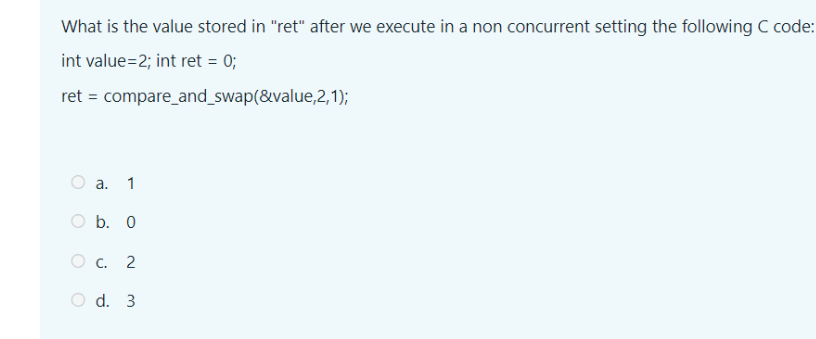 What is the value stored in "ret" after we execute in a non concurrent setting the following C code:
int value=2; int ret = 0;
ret = compare_and_swap(&value,2,1);
a. 1
b. 0
c. 2
d. 3